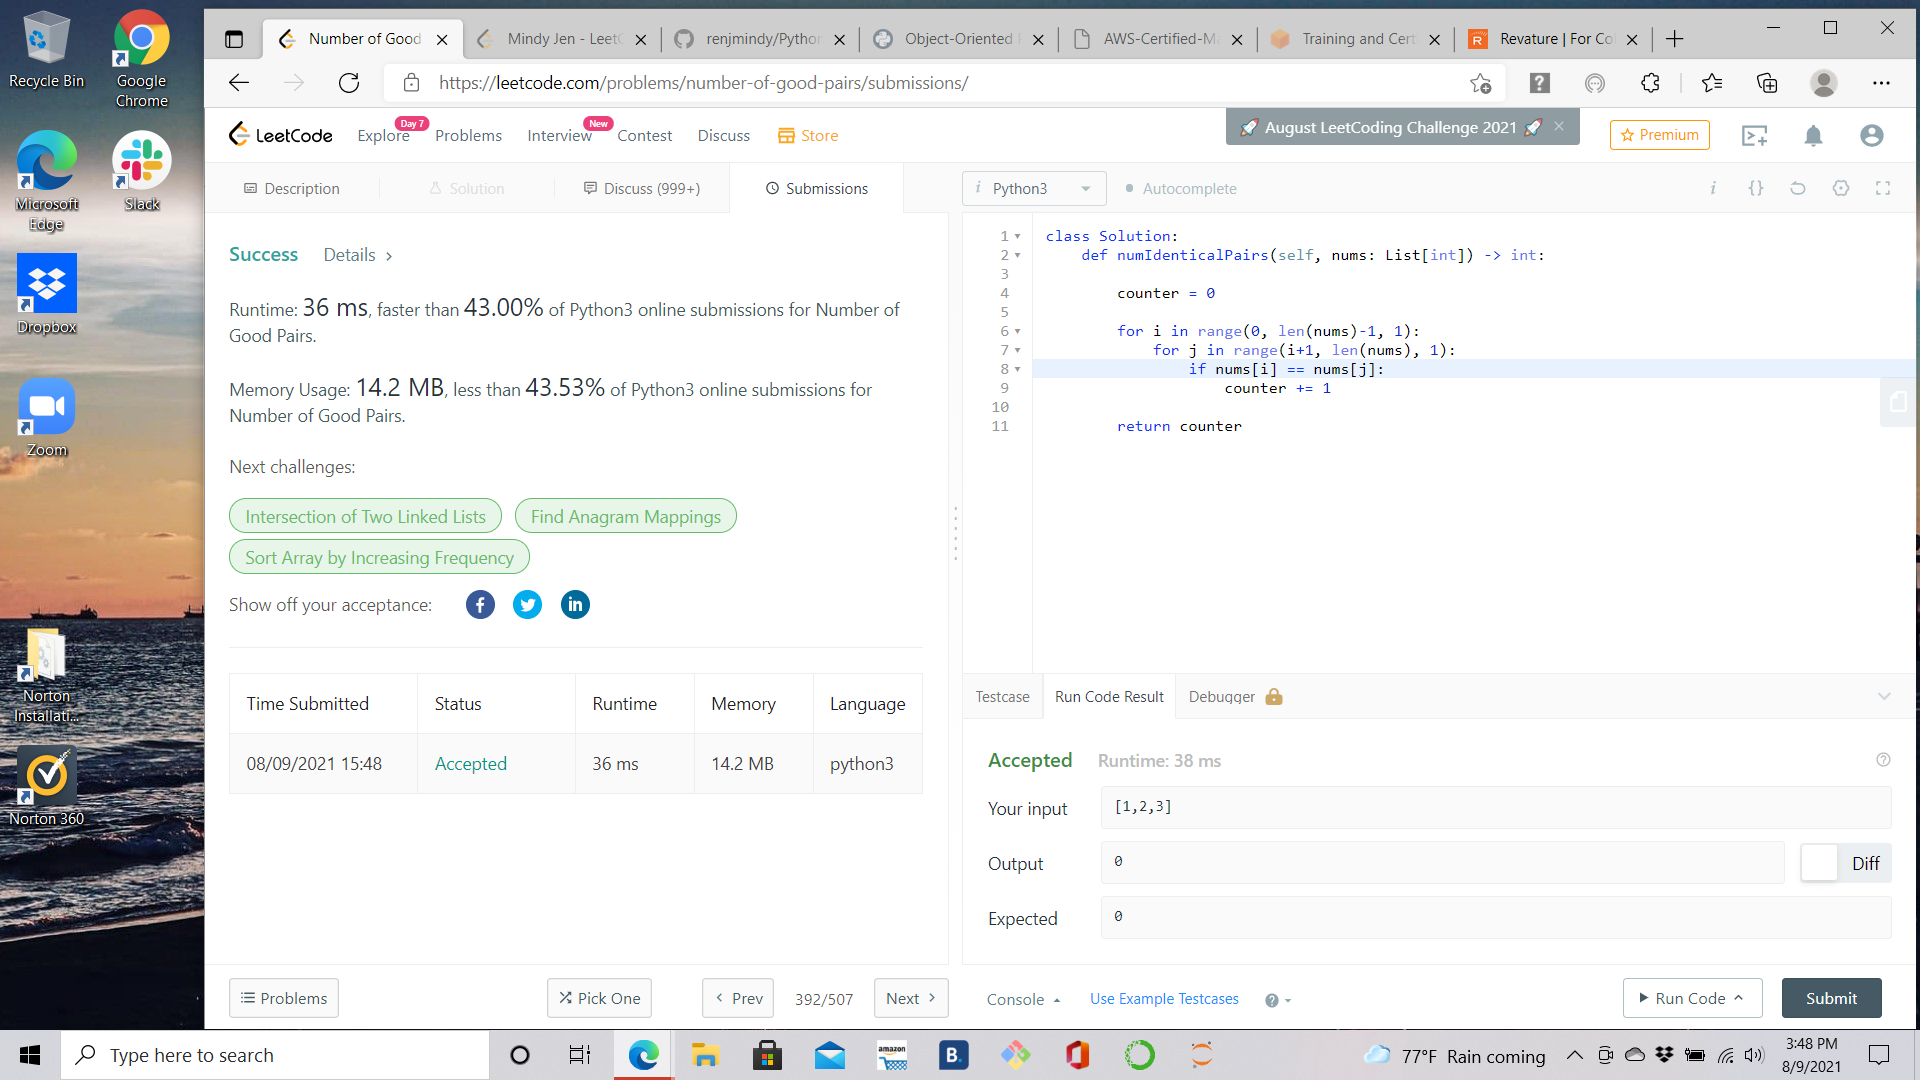 Recycle Bin
Google
Chrome
Microsoft
Edge
Slack
Dropbox
Zoom
Norton
Installati...
Norton 360
Number of Good
Mindy Jen - Leet
renjmindy/Python
Object-Oriented
AWS-Certified-M
Training and Cert
Revature | For Co
https://leetcode.com/problems/number-of-good-pairs/submissions/
LeetCode
Explore
Day 7
Problems
Interview
New
Contest
Discuss
Store
August LeetCoding Challenge 2021
Premium
Description
Solution
Discuss (999+)
Submissions
i Python3
Autocomplete
i
{}
Success
Details >
Runtime: 36 ms, faster than 43.00% of Python3 online submissions for Number of
Good Pairs.
Memory Usage: 14.2 MB, less than 43.53% of Python3 online submissions for
Number of Good Pairs.
Next challenges:
Intersection of Two Linked Lists
Find Anagram Mappings
Sort Array by Increasing Frequency
Show off your acceptance:
Time Submitted Status Runtime Memory Language
08/09/2021 15:48 Accepted 36 ms 14.2 MB python3
1 class Solution:
2 def numIdenticalPairs(self, nums: List[int]) -> int:
3
4 counter = 0
5
6 for i in range(0, len(nums)-1, 1):
7 for j in range(i+1, len(nums), 1):
8 if nums[i] == nums[j]:
9 counter += 1
10
11 return counter
Testcase
Run Code Result
Debugger
Accepted
Runtime: 38 ms
Your input
[1,2,3]
Output
0
Diff
Expected
0
Problems
Pick One
< Prev
392/507
Next >
Console
Use Example Testcases
Run Code
Submit
Type here to search
amazon
B.
77°F Rain coming
3:48 PM
8/9/2021